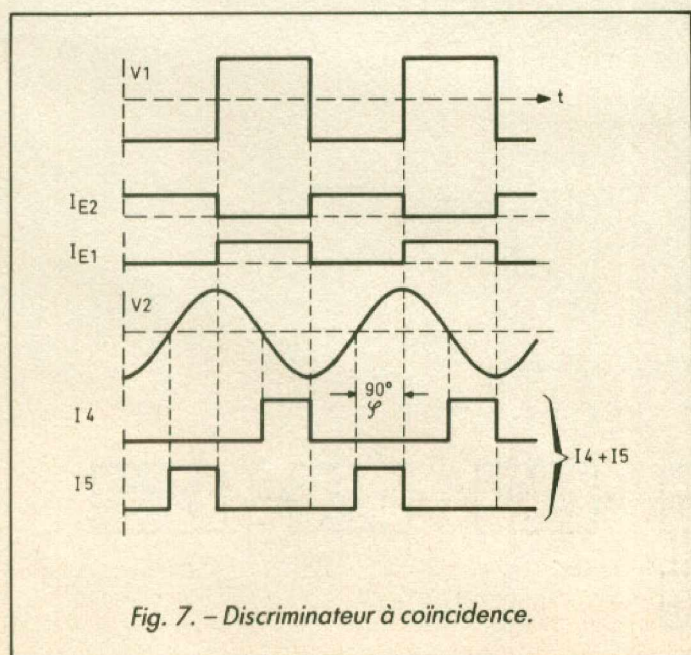 V1
t
IE2
IE1
V2
90°
φ
I4
I4 + I5
I5
Fig. 7. – Discriminateur à coïncidence.